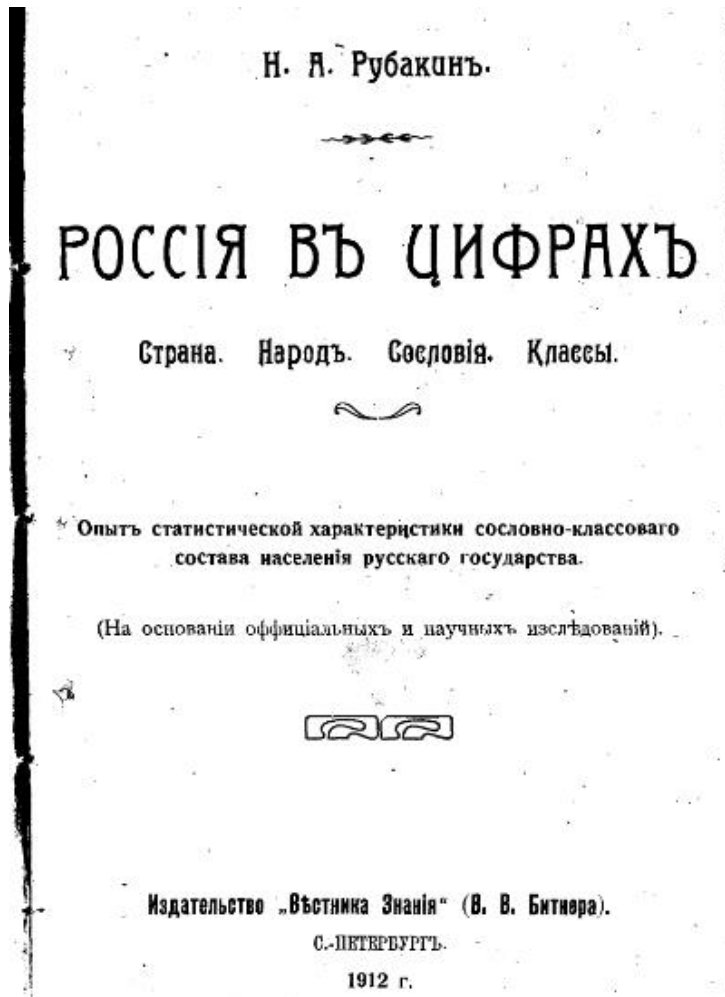 Н. А. Рубакинъ.
РОССІЯ ВЪ ЦИФРАХЪ
Страна. Народъ. Сословія. Классы.
Опытъ статистической характеристики сословно-классоваго
состава населенія русскаго государства.
(На основаніи оффиціальныхъ и научныхъ изслѣдованій).
Издательство „Вѣстника Знанія“ (В. В. Битнера).
С.-ПЕТЕРБУРГЪ.
1912 г.